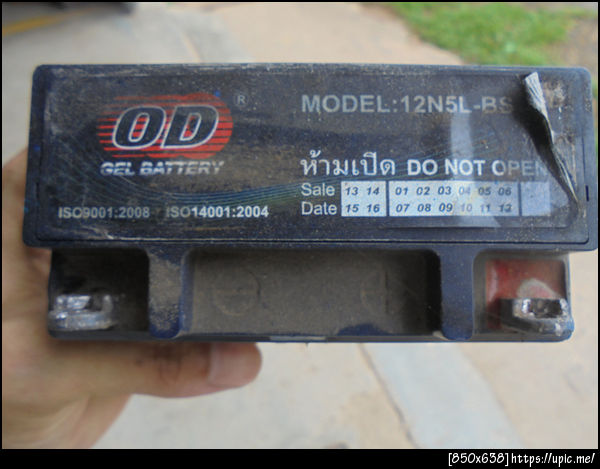 OD ®
GEL BATTERY
ISO9001:2008 ISO14001:2004
MODEL:12N5L-BS
ห้ามเปิด DO NOT OPEN
Sale 13 14 01 02 03 04 05 06
Date 15 16 07 08 09 10 11 12
[850x638]https://upic.me/